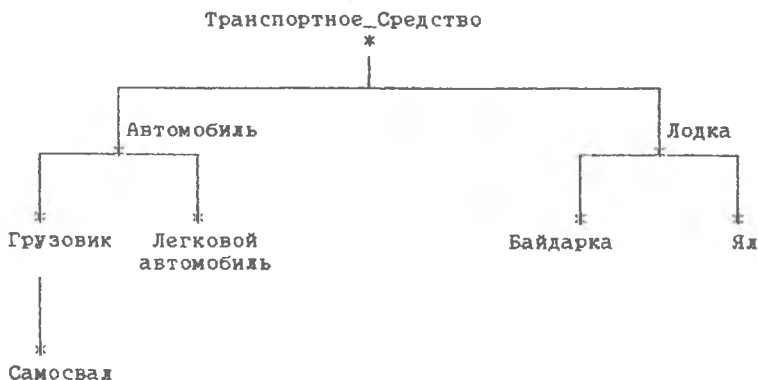 Транспортное_Средство
*
Автомобиль
Лодка
*
*
*
*
*
*
Грузовик
Легковой
автомобиль
Байдарка
Ял
*
Самосвал